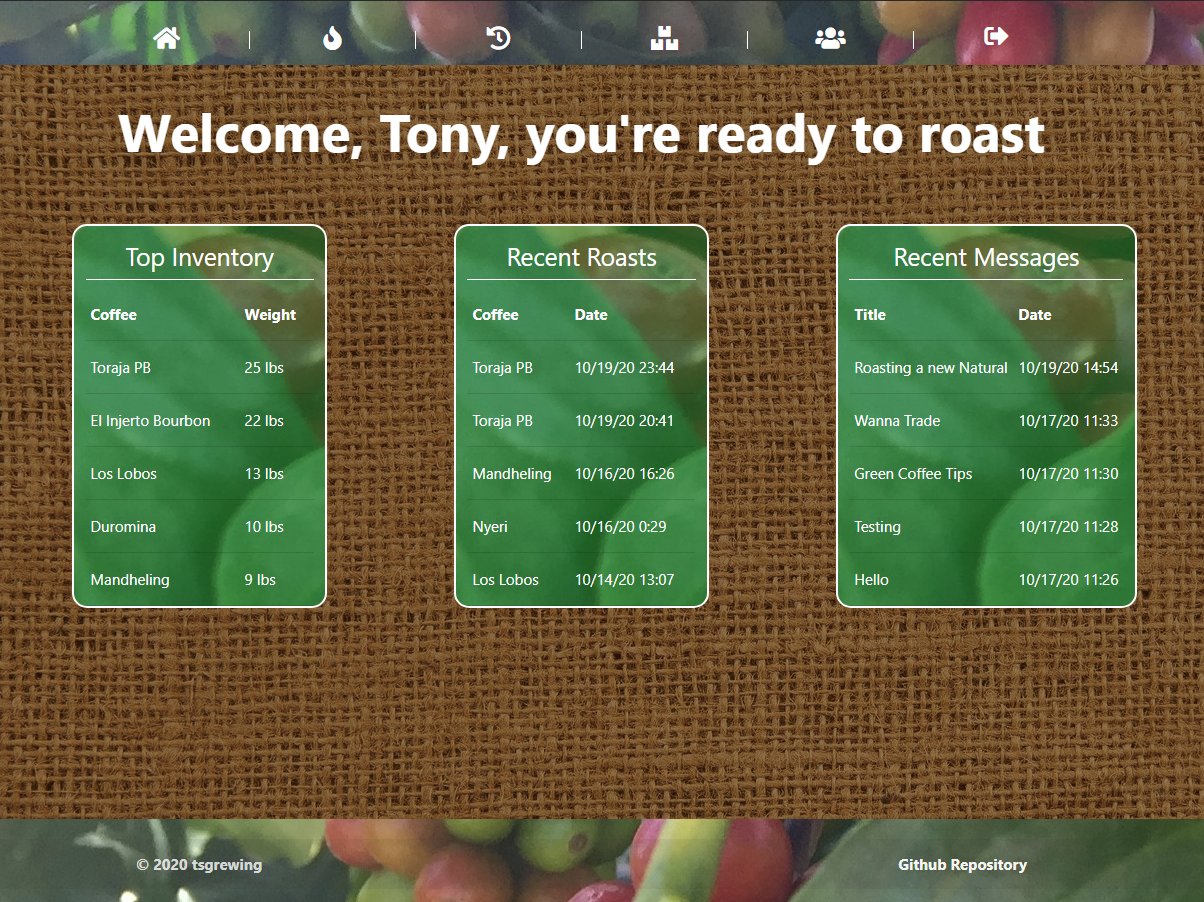 Welcome, Tony, you're ready to roast
Top Inventory
Coffee Weight
Toraja PB 25 lbs
El Injerto Bourbon 22 lbs
Los Lobos 13 lbs
Duromina 10 lbs
Mandheling 9 lbs
Recent Roasts
Coffee Date
Toraja PB 10/19/20 23:44
Toraja PB 10/19/20 20:41
Mandheling 10/16/20 16:26
Nyeri 10/16/20 0:29
Los Lobos 10/14/20 13:07
Recent Messages
Title Date
Roasting a new Natural 10/19/20 14:54
Wanna Trade 10/17/20 11:33
Green Coffee Tips 10/17/20 11:30
Testing 10/17/20 11:28
Hello 10/17/20 11:26
© 2020 tsgrewing
Github Repository